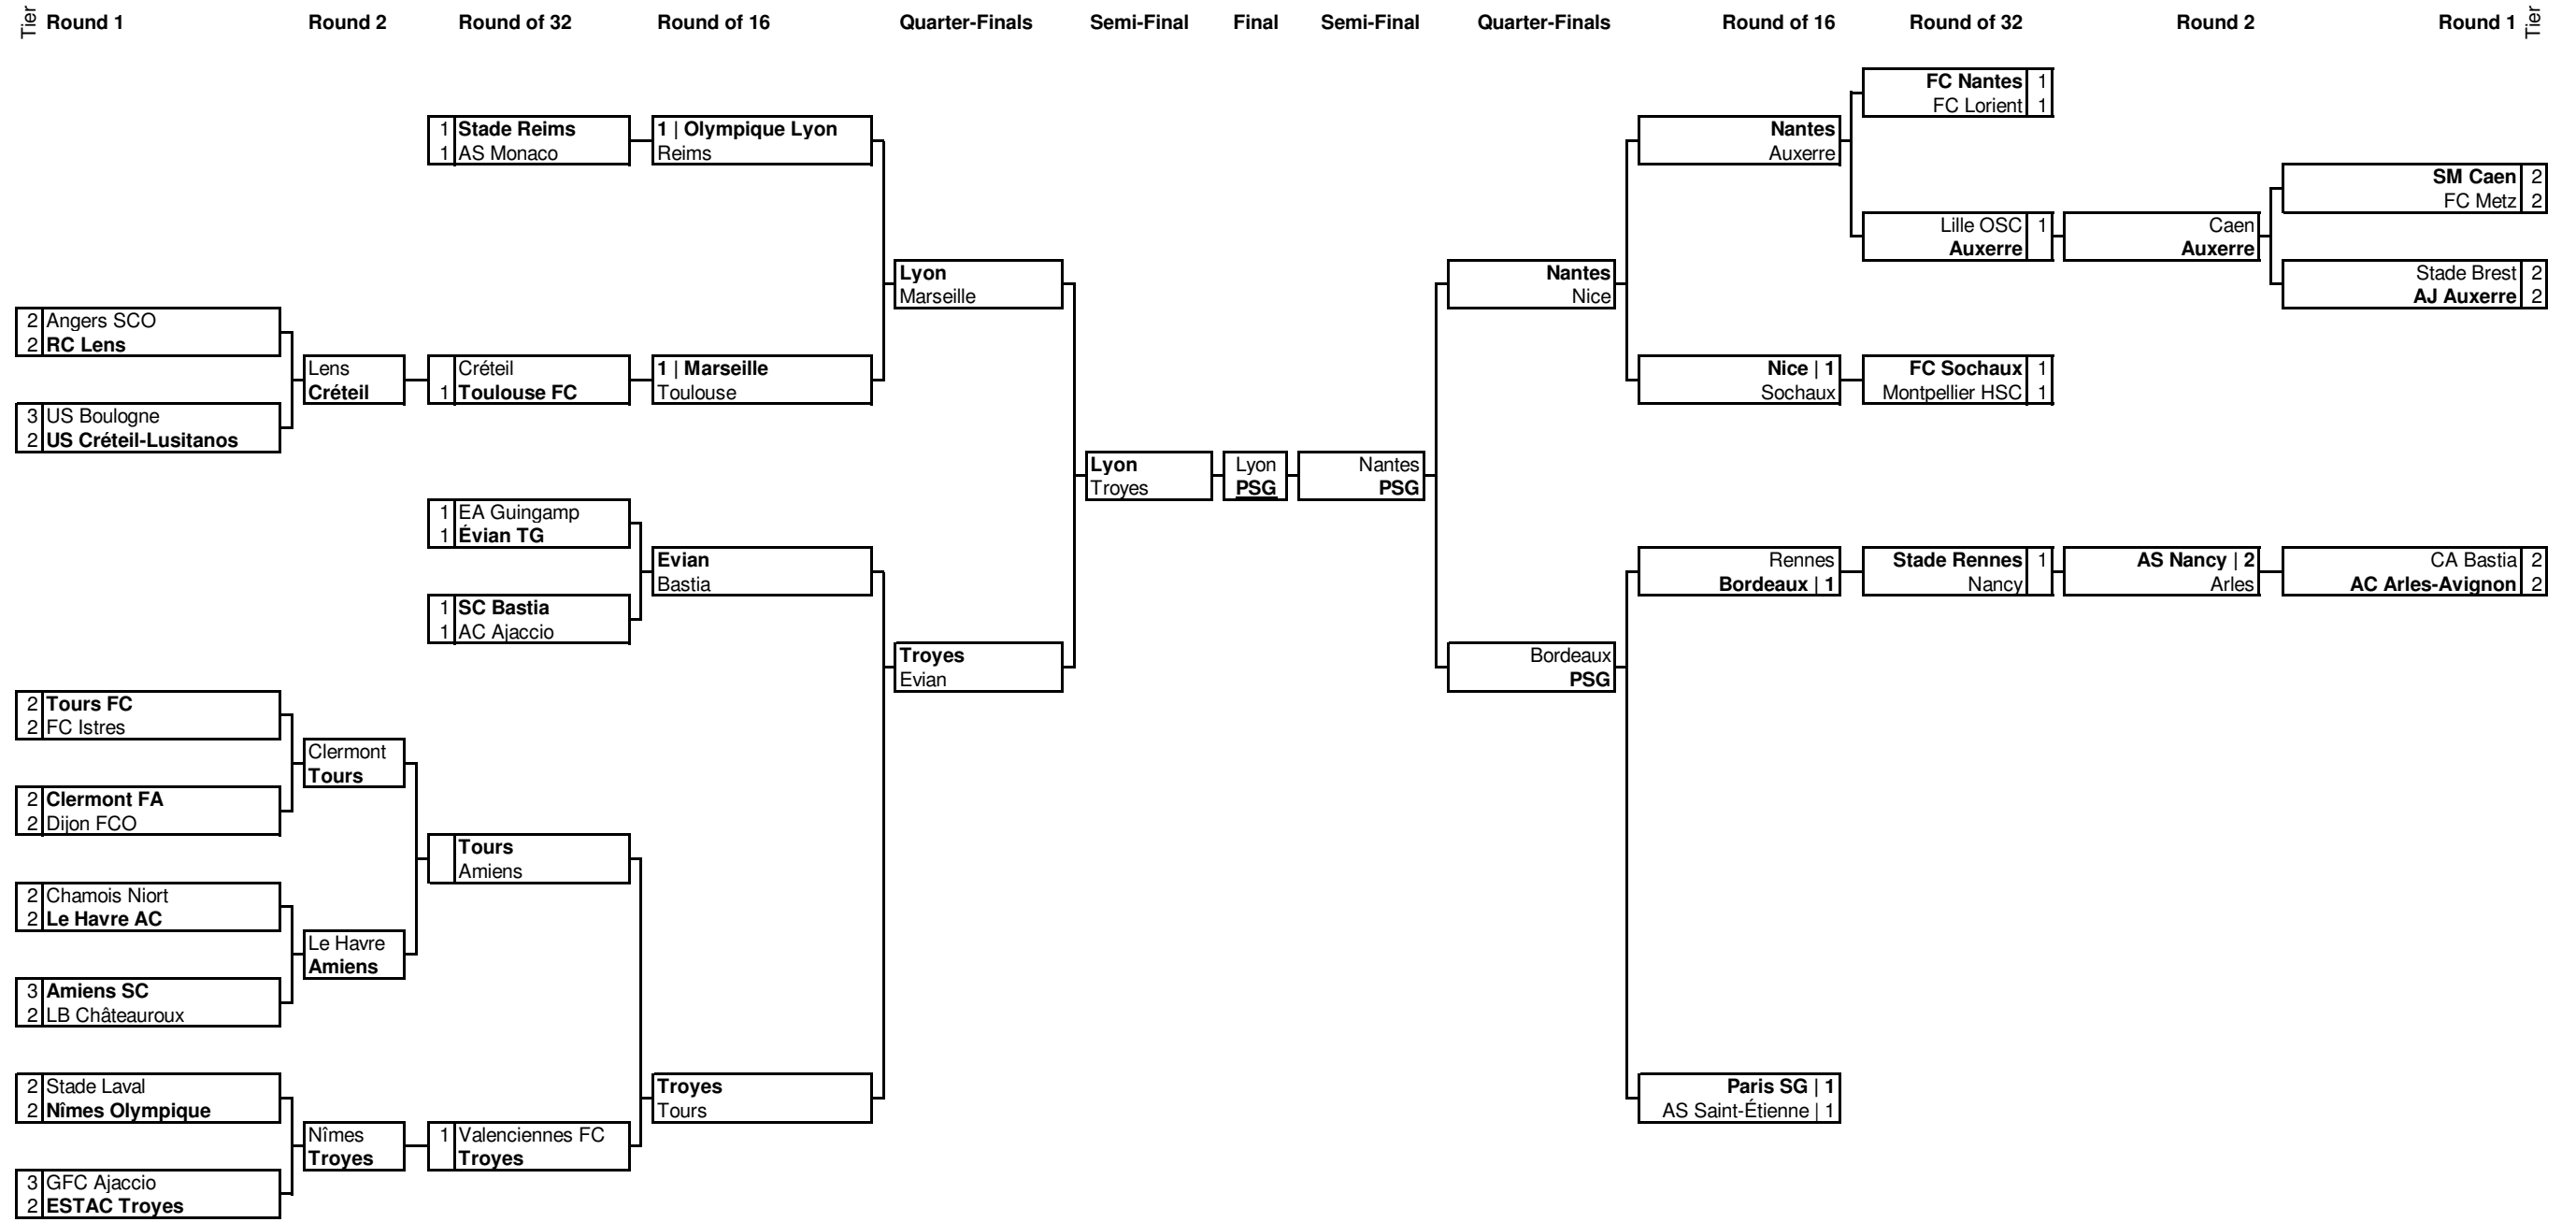 Tier Round 1 Round 2 Round of 32 Round of 16 Quarter-Finals Semi-Final Final Semi-Final Quarter-Finals Round of 16 Round of 32 Round 2 Round 1 Tier
2 Angers SCO
2 RC Lens
3 US Boulogne
2 US Créteil-Lusitanos
2 Tours FC
2 FC Istres
2 Clermont FA
2 Dijon FCO
2 Chamois Niort
2 Le Havre AC
3 Amiens SC
2 LB Châteauroux
2 Stade Laval
2 Nîmes Olympique
3 GFC Ajaccio
2 ESTAC Troyes
Lens
Créteil
Clermont
Tours
Le Havre
Amiens
Nîmes
Troyes
1 Stade Reims
1 AS Monaco
Créteil
1 Toulouse FC
1 EA Guingamp
1 Évian TG
1 SC Bastia
1 AC Ajaccio
Tours
Amiens
1 Valenciennes FC
Troyes
1 | Olympique Lyon
Reims
1 | Marseille
Toulouse
Evian
Bastia
Troyes
Tours
Lyon
Marseille
Troyes
Evian
Lyon
Troyes
Lyon
PSG
Nantes
PSG
Nantes
Nice
Bordeaux
PSG
Nantes
Auxerre
Nice | 1
Sochaux
Rennes
Bordeaux | 1
Paris SG | 1
AS Saint-Étienne | 1
FC Nantes 1
FC Lorient 1
Lille OSC 1
Auxerre
FC Sochaux 1
Montpellier HSC 1
Stade Rennes 1
Nancy
Caen
Auxerre
AS Nancy | 2
Arles
SM Caen 2
FC Metz 2
Stade Brest 2
AJ Auxerre 2
CA Bastia 2
AC Arles-Avignon 2